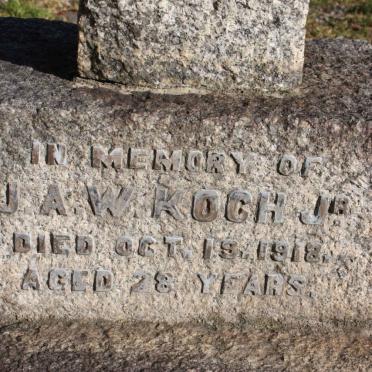 IN MEMORY OF
J. A. W. KOCH JR.
DIED OCT. 19. 1918.
AGED 28 YEARS.